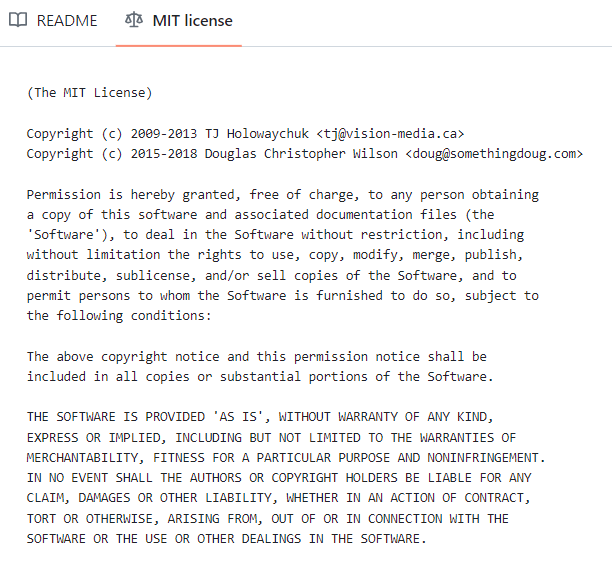 README
MIT license
(The MIT License)
Copyright (c) 2009-2013 TJ Holowaychuk <tj@vision-media.ca>
Copyright (c) 2015-2018 Douglas Christopher Wilson <doug@somethingdoug.com>
Permission is hereby granted, free of charge, to any person obtaining
a copy of this software and associated documentation files (the
'Software'), to deal in the Software without restriction, including
without limitation the rights to use, copy, modify, merge, publish,
distribute, sublicense, and/or sell copies of the Software, and to
permit persons to whom the Software is furnished to do so, subject to
the following conditions:
The above copyright notice and this permission notice shall be
included in all copies or substantial portions of the Software.
THE SOFTWARE IS PROVIDED 'AS IS', WITHOUT WARRANTY OF ANY KIND,
EXPRESS OR IMPLIED, INCLUDING BUT NOT LIMITED TO THE WARRANTIES OF
MERCHANTABILITY, FITNESS FOR A PARTICULAR PURPOSE AND NONINFRINGEMENT.
IN NO EVENT SHALL THE AUTHORS OR COPYRIGHT HOLDERS BE LIABLE FOR ANY
CLAIM, DAMAGES OR OTHER LIABILITY, WHETHER IN AN ACTION OF CONTRACT,
TORT OR OTHERWISE, ARISING FROM, OUT OF OR IN CONNECTION WITH THE
SOFTWARE OR THE USE OR OTHER DEALINGS IN THE SOFTWARE.